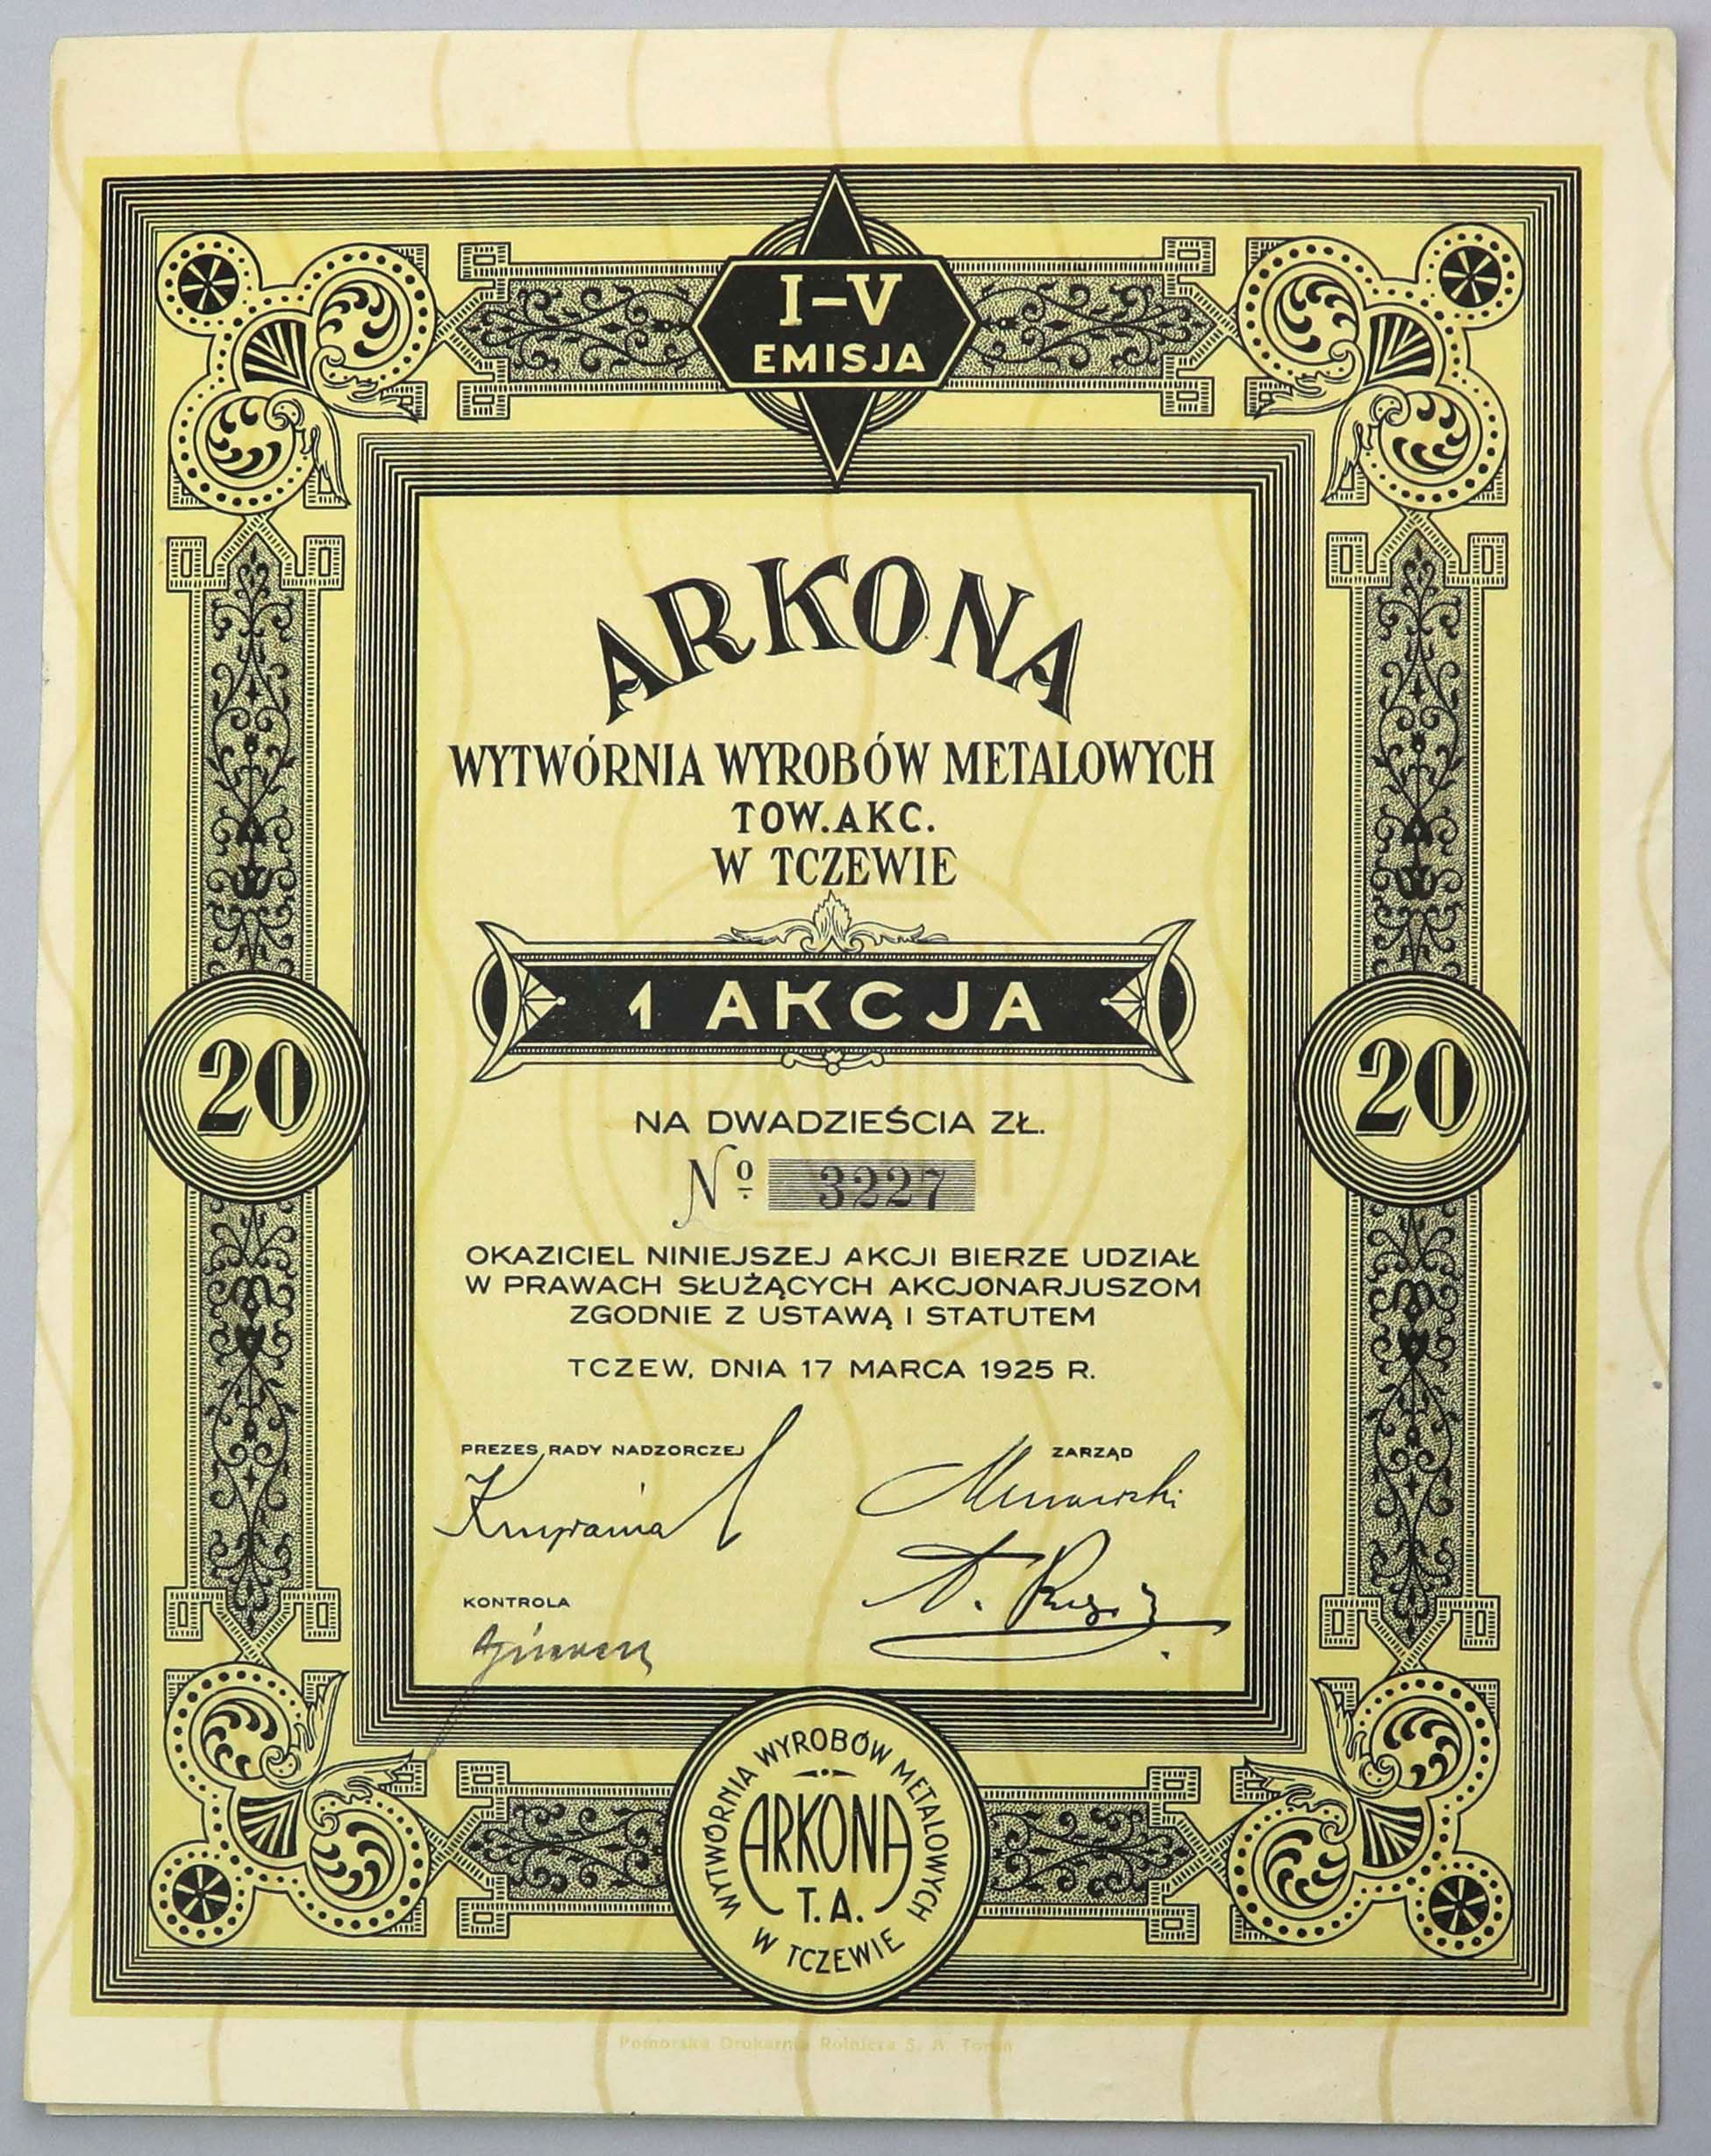 I-V
EMISJA
ARKONA
WYTWÓRNIA WYROBÓW METALOWYCH
TOW.AKC.
W TCZEWIE
1 AKCJA
20
20
NA DWADZIEŚCIA ZŁ.
Nº 3227
OKAZICIEL NINIEJSZEJ AKCJI BIERZE UDZIAŁ
W PRAWACH SŁUŻĄCYCH AKCJONARJUSZOM
ZGODNIE Z USTAWĄ I STATUTEM
TCZEW, DNIA 17 MARCA 1925 R.
PREZES RADY NADZORCZEJ
ZARZĄD
KONTROLA
WYTWÓRNIA WYROBÓW METALOWYCH
ARKONA
T.A.
W TCZEWIE
Pomorska Drukarnia Rolnicza S. A. Toruń